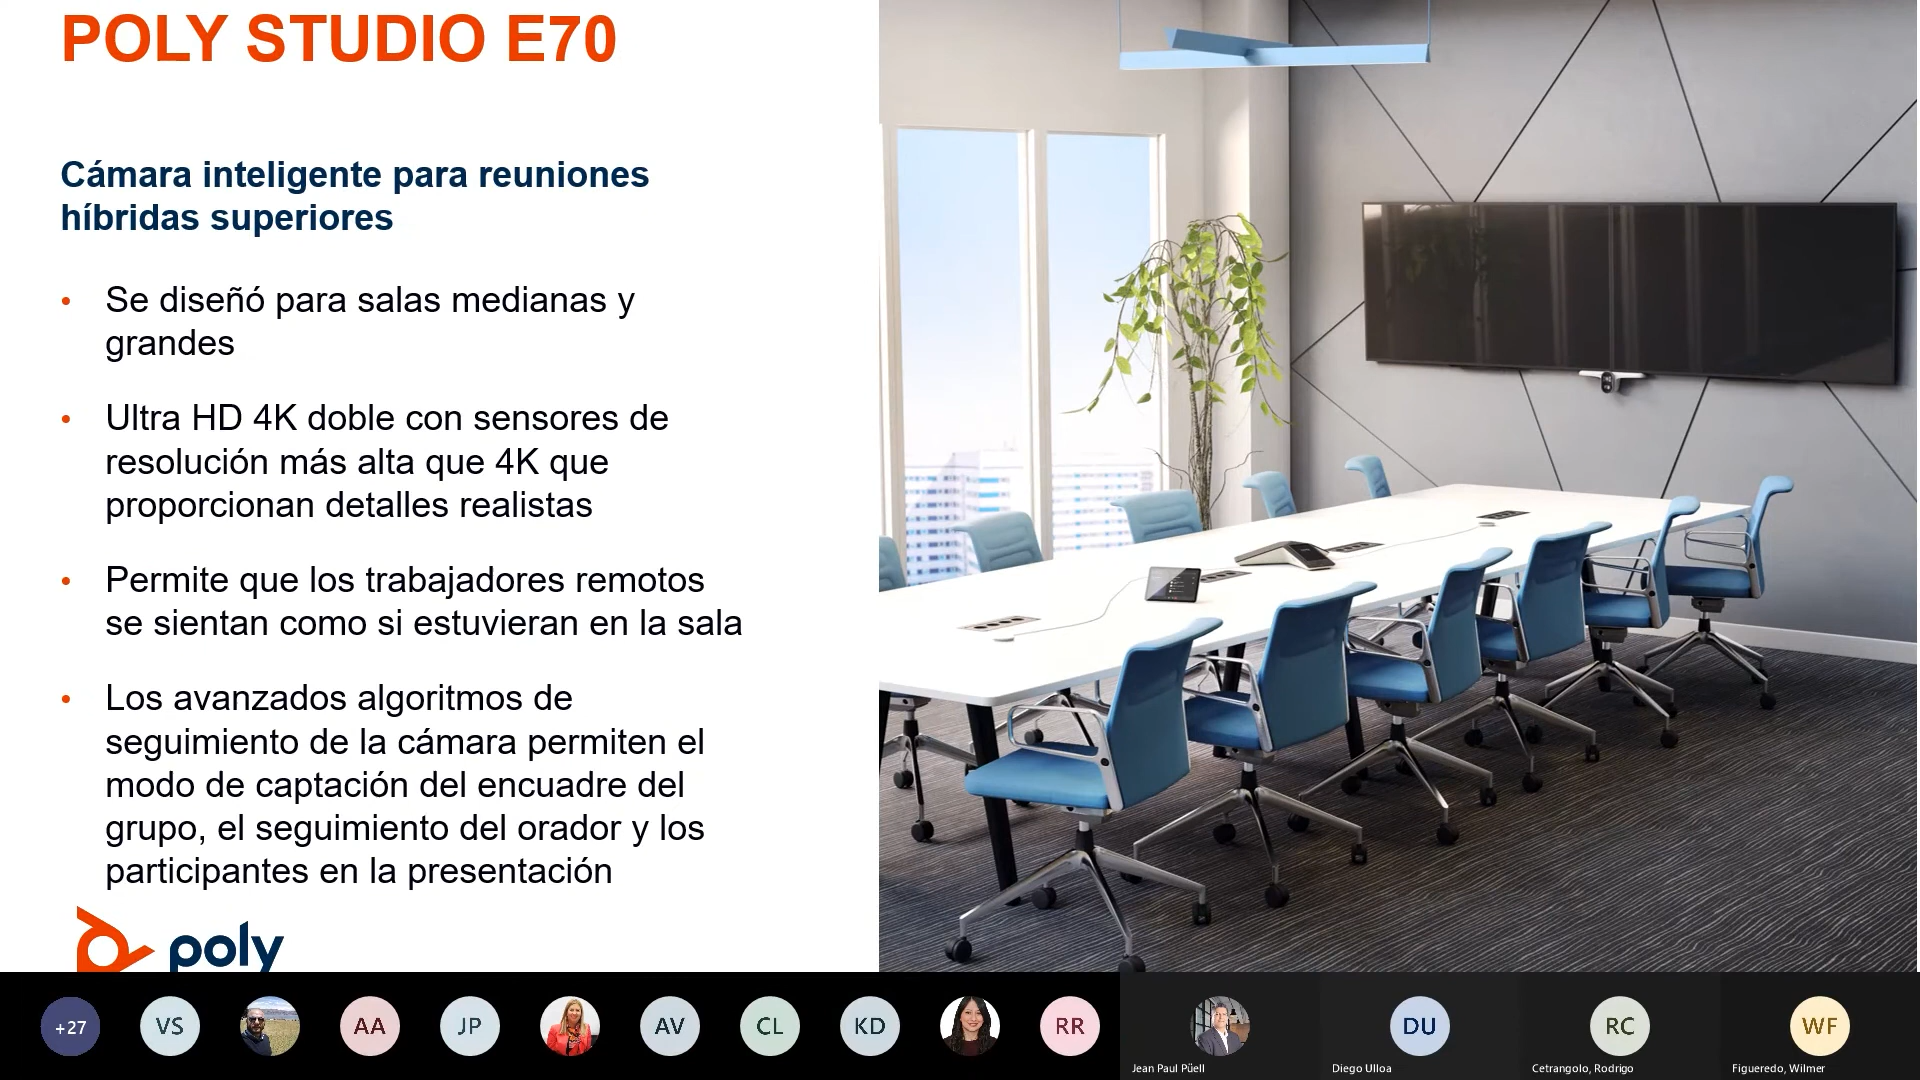 POLY STUDIO E70
Cámara inteligente para reuniones
híbridas superiores
• Se diseñó para salas medianas y
grandes
• Ultra HD 4K doble con sensores de
resolución más alta que 4K que
proporcionan detalles realistas
• Permite que los trabajadores remotos
se sientan como si estuvieran en la sala
• Los avanzados algoritmos de
seguimiento de la cámara permiten el
modo de captación del encuadre del
grupo, el seguimiento del orador y los
participantes en la presentación
poly
+27
VS
AA
JP
AV
CL
KD
RR
DU
RC
WF
Jean Paul Püell
Diego Ulloa
Cetrangolo, Rodrigo
Figueredo, Wilmer